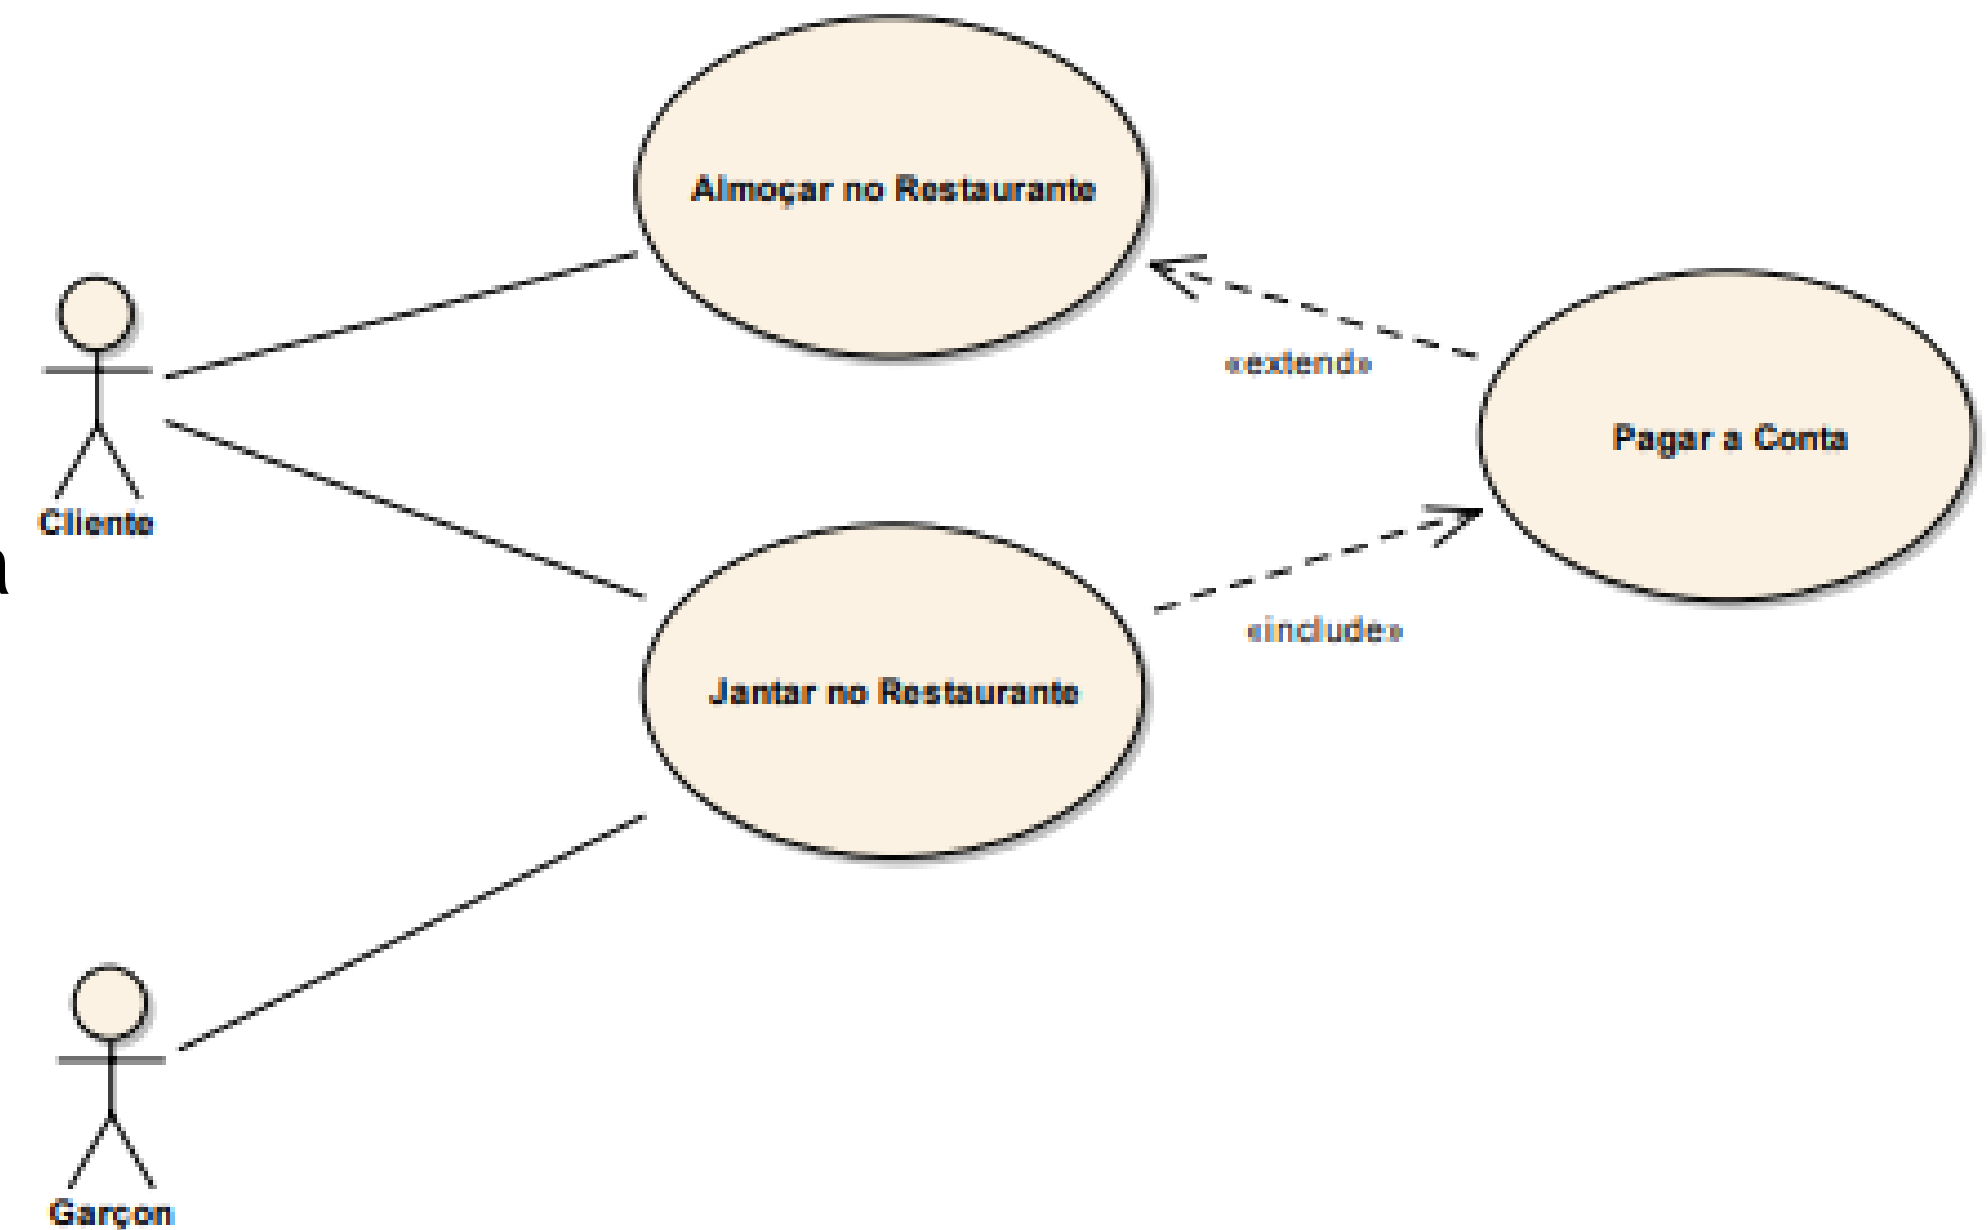 Almoçar no Restaurante
«extend»
Pagar a Conta
Cliente
a
«include»
Jantar no Restaurante
Garçon